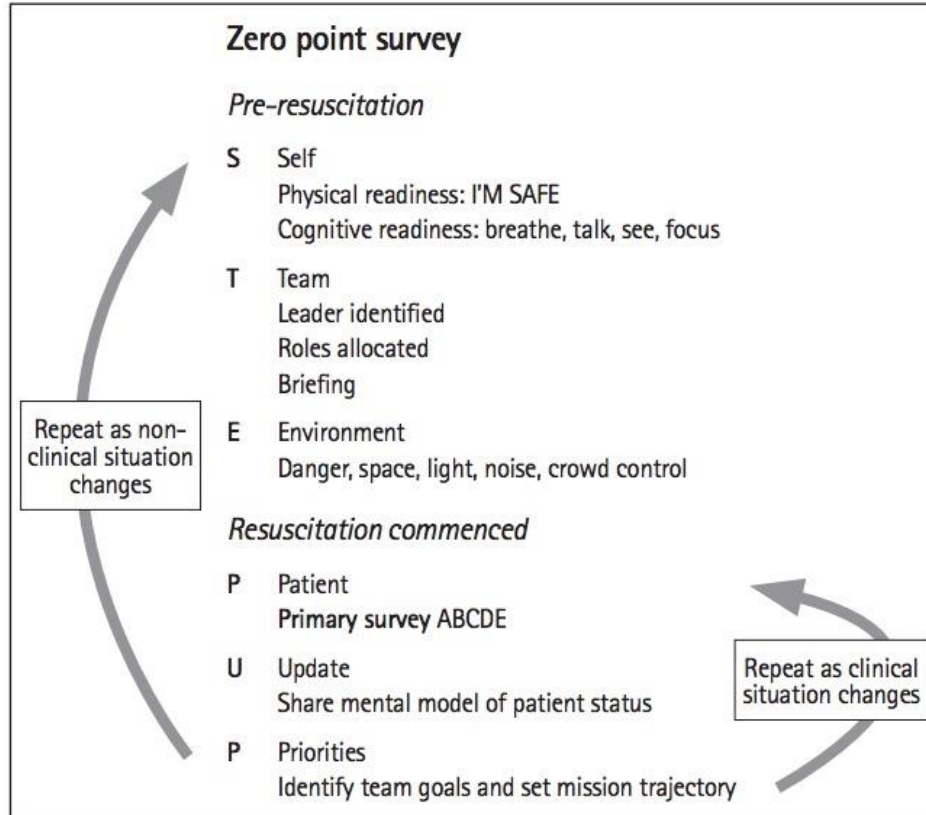 Zero point survey
Pre-resuscitation
S Self
Physical readiness: I'M SAFE
Cognitive readiness: breathe, talk, see, focus
T Team
Leader identified
Roles allocated
Briefing
E Environment
Danger, space, light, noise, crowd control
Repeat as non-
clinical situation
changes
Resuscitation commenced
P Patient
Primary survey ABCDE
U Update
Share mental model of patient status
P Priorities
Identify team goals and set mission trajectory
Repeat as clinical
situation changes